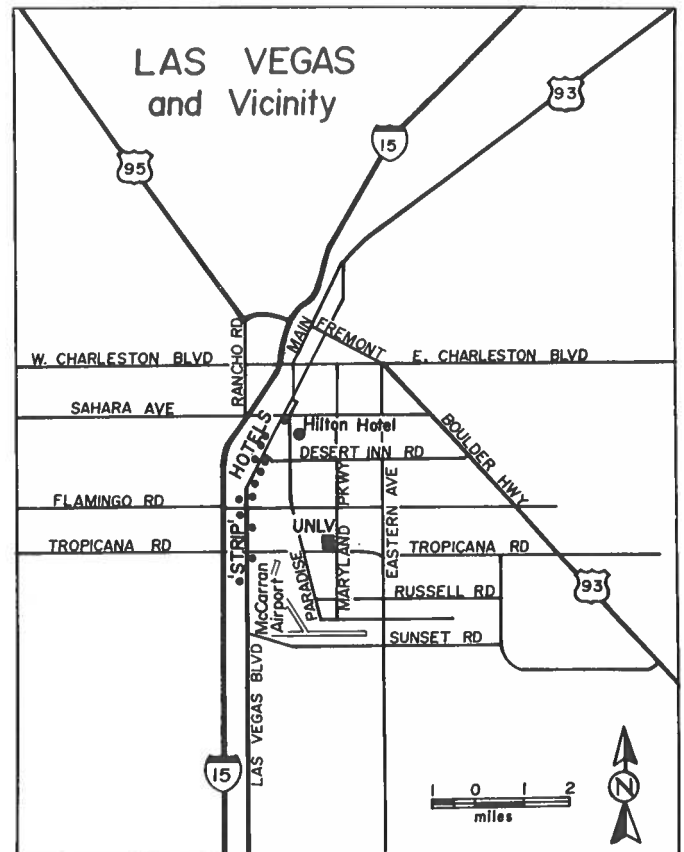 LAS VEGAS
and Vicinity
93
15
95
RANCHO RD
MAIN
FREMONT
W. CHARLESTON BLVD
E. CHARLESTON BLVD
SAHARA AVE
HOTELS
Hilton Hotel
BOULDER HWY
DESERT INN RD
MARYLAND PKWY
EASTERN AVE
FLAMINGO RD
'STRIP'
UNLV
TROPICANA RD
TROPICANA RD
PARADISE
McCarran
Airport
RUSSELL RD
93
SUNSET RD
LAS VEGAS BLVD
15
1 0 1 2
miles
N